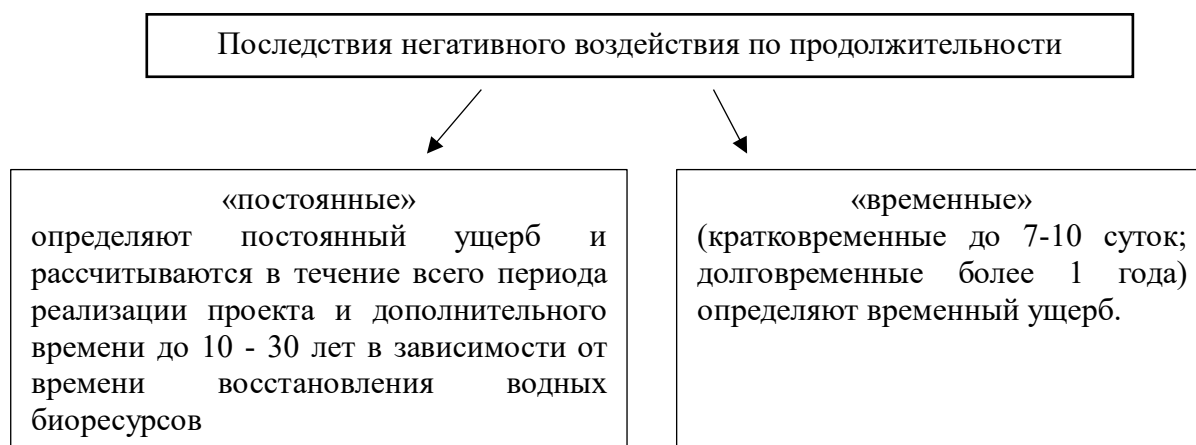 Последствия негативного воздействия по продолжительности
«постоянные»
определяют постоянный ущерб и
рассчитываются в течение всего периода
реализации проекта и дополнительного
времени до 10 - 30 лет в зависимости от
времени восстановления водных
биоресурсов
«временные»
(кратковременные до 7-10 суток;
долговременные более 1 года)
определяют временный ущерб.